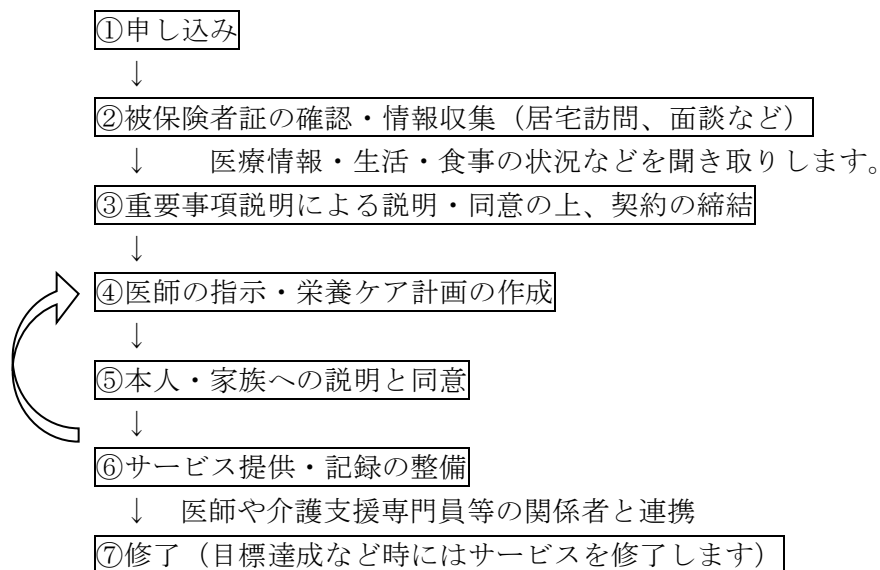 ①申し込み
↓
②被保険者証の確認・情報収集（居宅訪問、面談など）
↓ 医療情報・生活・食事の状況などを聞き取りします。
③重要事項説明による説明・同意の上、契約の締結
↓
④医師の指示・栄養ケア計画の作成
↓
⑤本人・家族への説明と同意
↓
⑥サービス提供・記録の整備
↓ 医師や介護支援専門員等の関係者と連携
⑦修了（目標達成など時にはサービスを修了します）